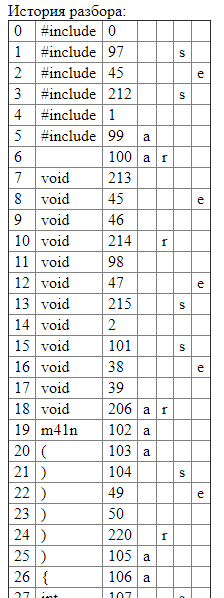 История разбора:
0 #include 0
1 #include 97 s
2 #include 45 e
3 #include 212 s
4 #include 1
5 #include 99 a
6 100 a r
7 void 213
8 void 45 e
9 void 46
10 void 214 r
11 void 98
12 void 47 e
13 void 215 s
14 void 2
15 void 101 s
16 void 38 e
17 void 39
18 void 206 a r
19 m41n 102 a
20 ( 103 a
21 ) 104 s
22 ) 49 e
23 ) 50
24 ) 220 r
25 ) 105 a
26 { 106 a
27 int 107 s